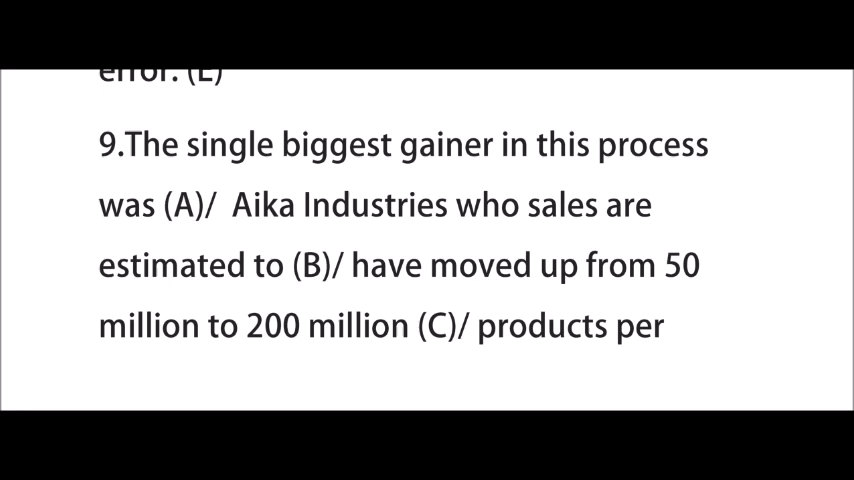 error. (E)
9.The single biggest gainer in this process
was (A)/ Aika Industries who sales are
estimated to (B)/ have moved up from 50
million to 200 million (C)/ products per